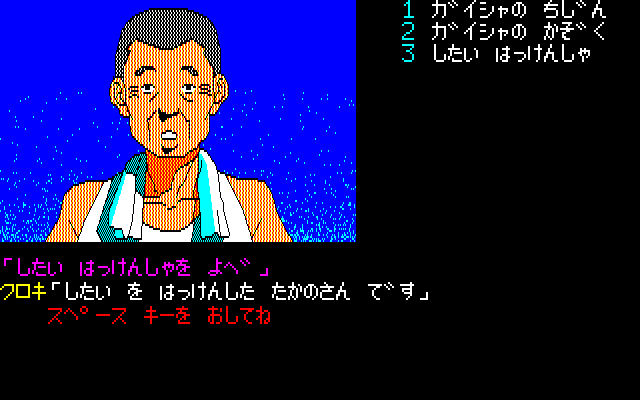 1 ガイシャの ちじん
2 ガイシャの かぞく
3 したい はっけんしゃ
「したい はっけんしゃを よべ」
クロキ「したい を はっけんした たかのさん です」
スペース キーを おしてね